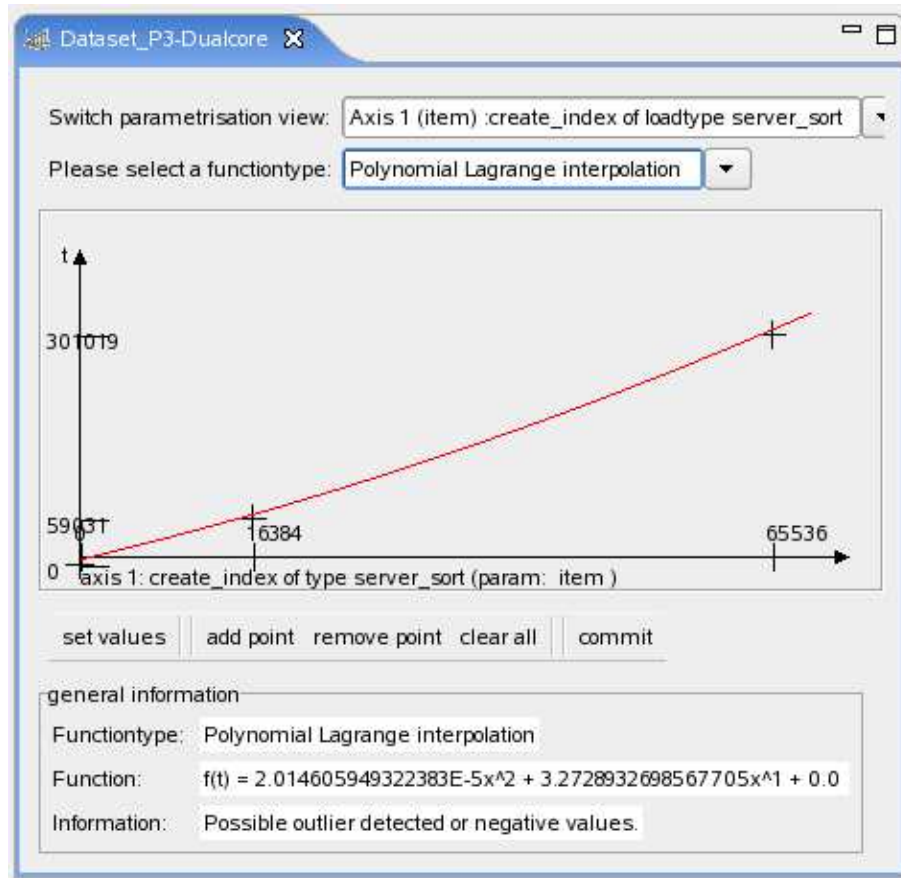 Dataset_P3-Dualcore
Switch parametrisation view: Axis 1 (item) :create_index of loadtype server_sort
Please select a functiontype: Polynomial Lagrange interpolation
t
301019
59031
0
6384
65536
0
axis 1: create_index of type server_sort (param: item )
set values add point remove point clear all commit
general information
Functiontype: Polynomial Lagrange interpolation
Function: f(t) = 2.014605949322383E-5x^2 + 3.2728932698567705x^1 + 0.0
Information: Possible outlier detected or negative values.